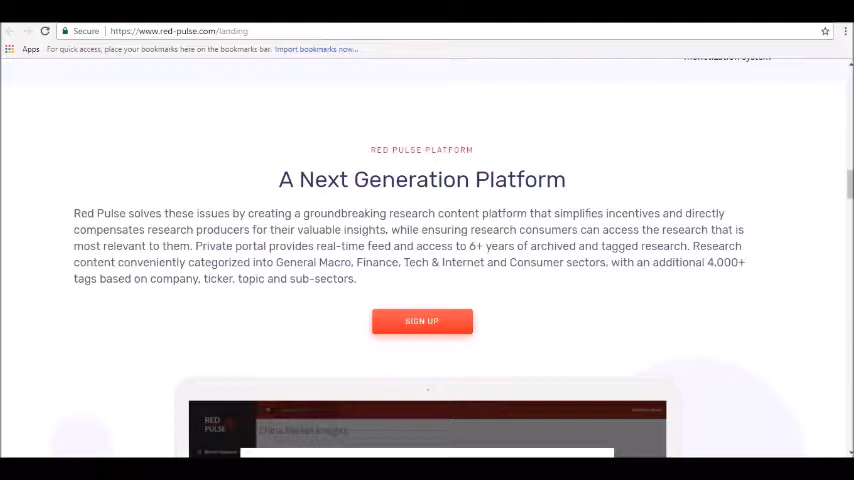 Secure https://www.red-pulse.com/landing
Apps For quick access, place your bookmarks here on the bookmarks bar. Import bookmarks now...
monetization system
RED PULSE PLATFORM
A Next Generation Platform
Red Pulse solves these issues by creating a groundbreaking research content platform that simplifies incentives and directly
compensates research producers for their valuable insights, while ensuring research consumers can access the research that is
most relevant to them. Private portal provides real-time feed and access to 6+ years of archived and tagged research. Research
content conveniently categorized into General Macro, Finance, Tech & Internet and Consumer sectors, with an additional 4,000+
tags based on company, ticker, topic and sub-sectors.
SIGN UP
RED
PULSE
China Market Insights